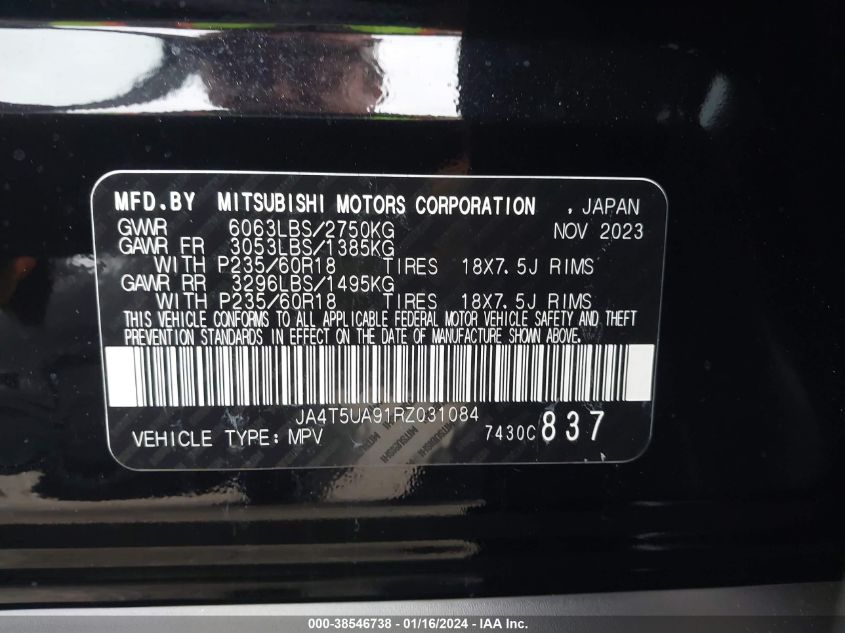 MFD.BY MITSUBISHI MOTORS CORPORATION . JAPAN
GVWR 6063LBS/2750KG NOV 2023
GAWR FR 3053LBS/1385KG
WITH P235/60R18 TIRES 18X7.5J RIMS
GAWR RR 3296LBS/1495KG
WITH P235/60R18 TIRES 18X7.5J RIMS
THIS VEHICLE CONFORMS TO ALL APPLICABLE FEDERAL MOTOR VEHICLE SAFETY AND THEFT
PREVENTION STANDARDS IN EFFECT ON THE DATE OF MANUFACTURE SHOWN ABOVE.
JA4T5UA91RZ031084
VEHICLE TYPE: MPV 7430C 837
000-38546738 - 01/16/2024 - IAA Inc.